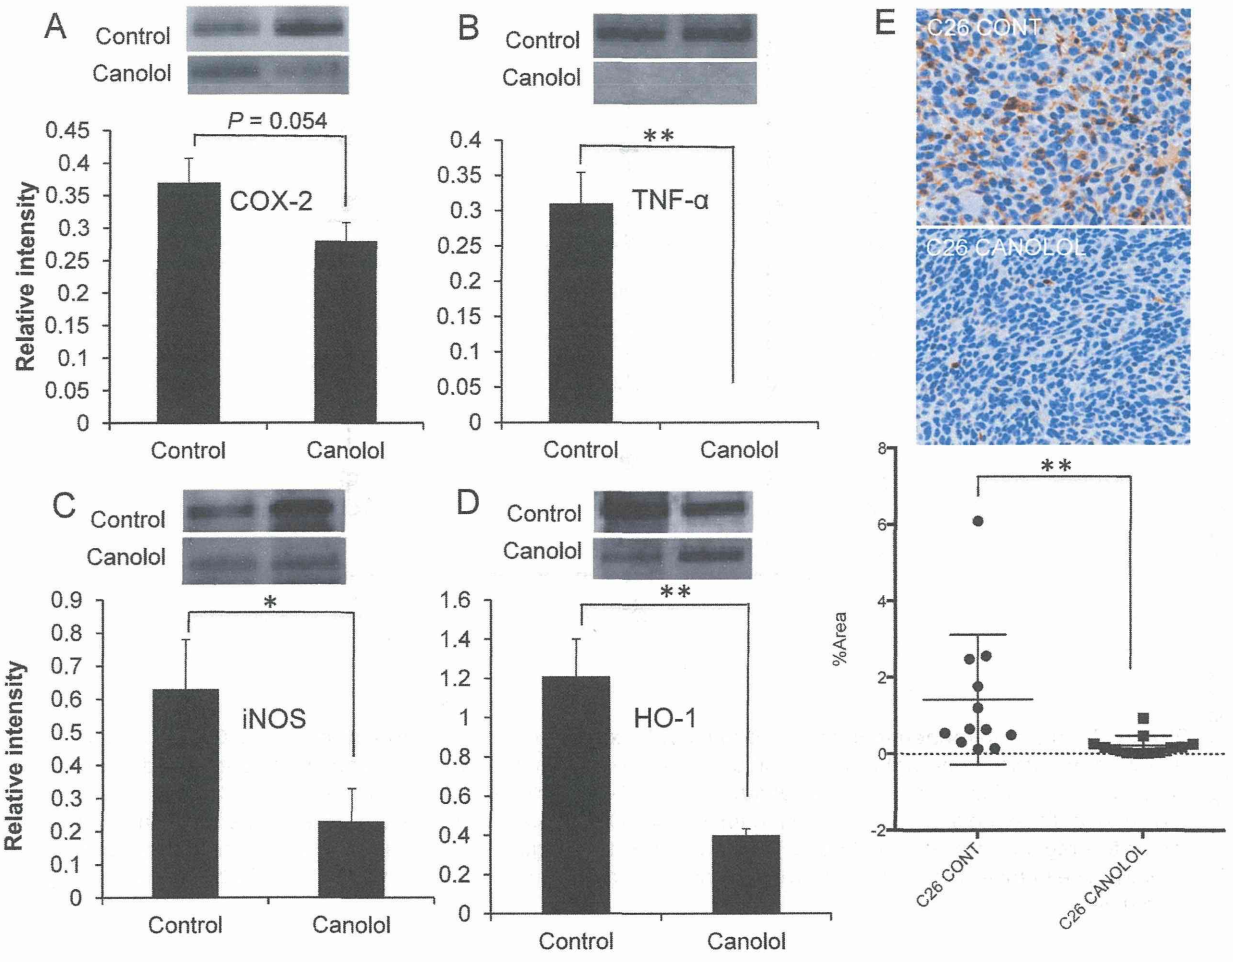 A
Control
Canolol
P = 0.054
COX-2
Relative intensity
0.45
0.4
0.35
0.3
0.25
0.2
0.15
0.1
0.05
0
Control Canolol
B
Control
Canolol
**
TNF-α
0.4
0.35
0.3
0.25
0.2
0.15
0.1
0.05
0
Control Canolol
C
Control
Canolol
*
iNOS
Relative intensity
0.9
0.8
0.7
0.6
0.5
0.4
0.3
0.2
0.1
0
Control Canolol
D
Control
Canolol
**
HO-1
1.6
1.4
1.2
1
0.8
0.6
0.4
0.2
0
Control Canolol
E
C26 CONT
C26 CANOLOL
**
%Area
8
6
4
2
0
-2
C26 CONT
C26 CANOLOL